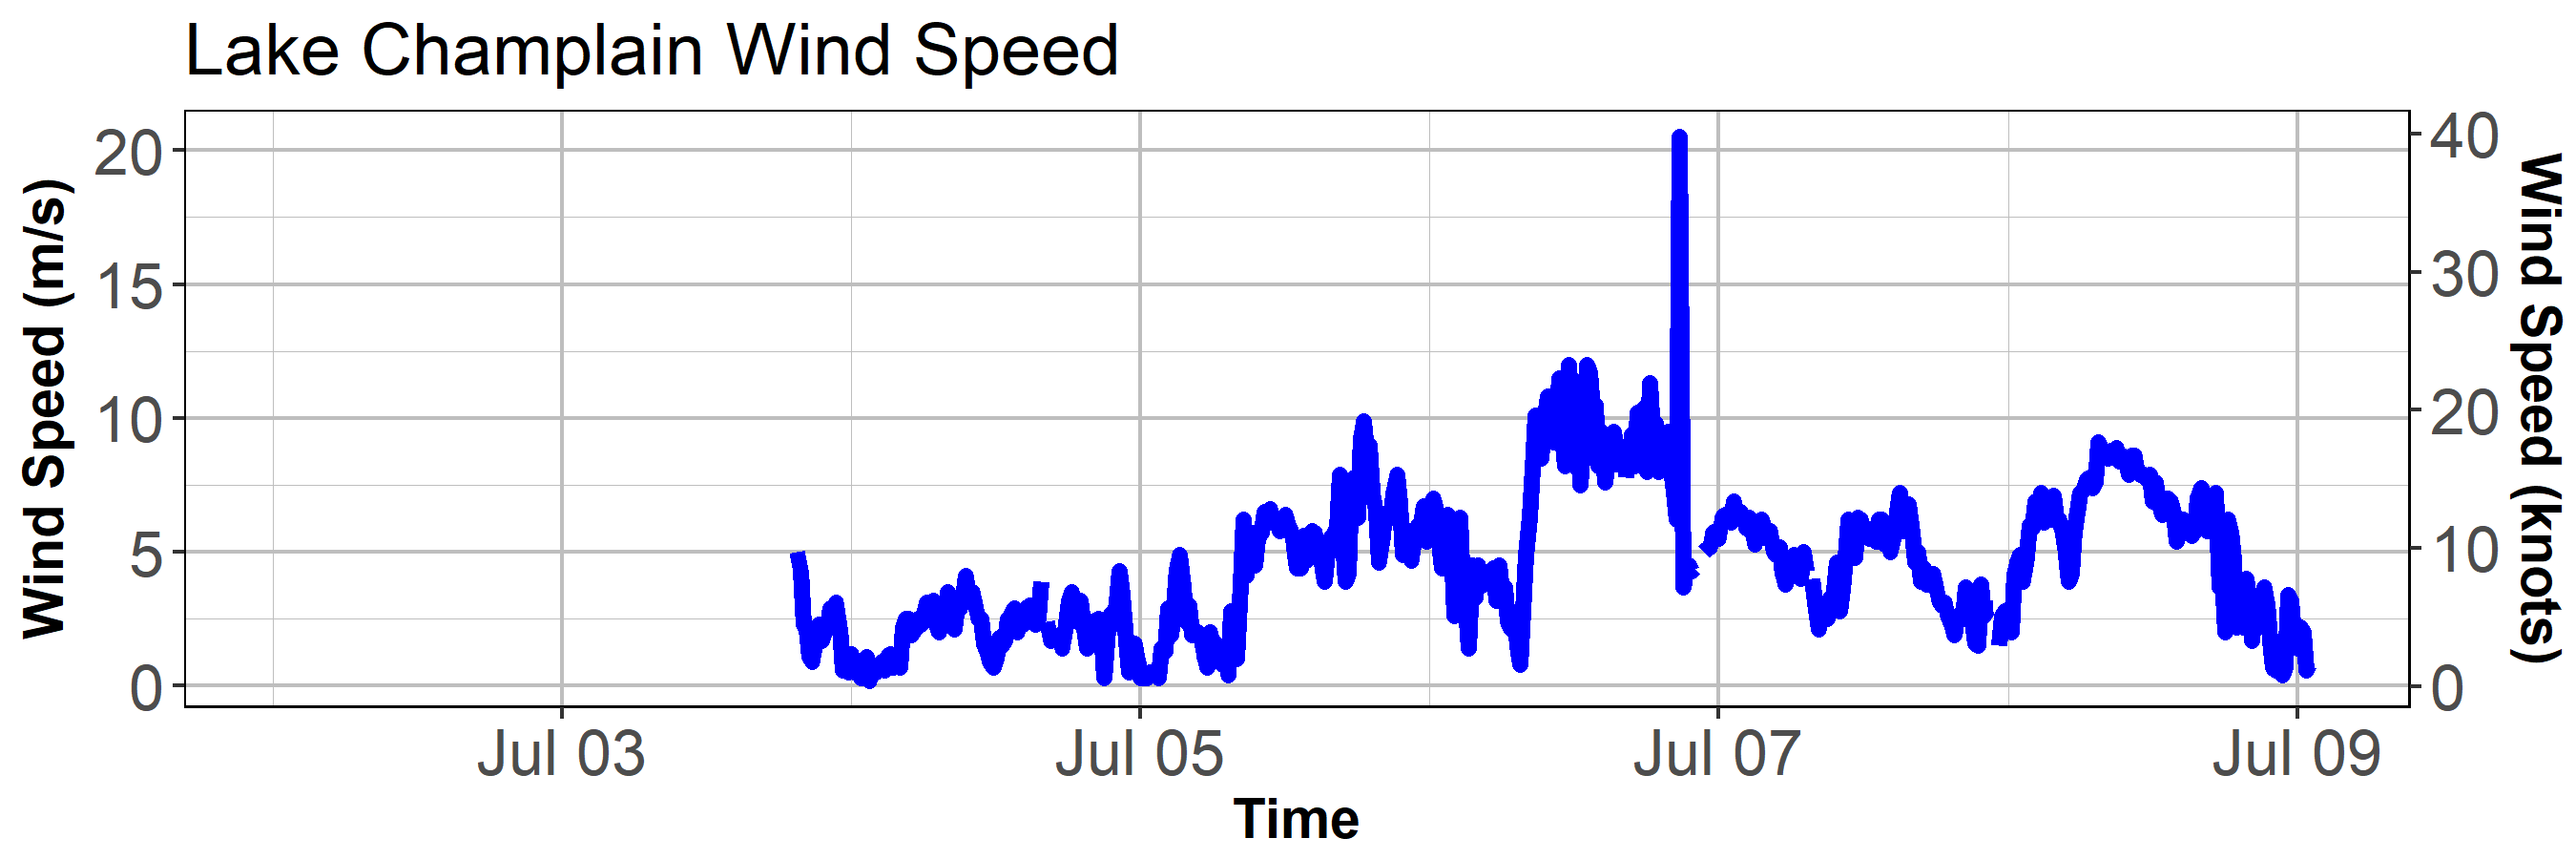 Lake Champlain Wind Speed
Wind Speed (m/s)
20
15
10
5
0
40
30
20
10
0
Wind Speed (knots)
Jul 03
Jul 05
Jul 07
Jul 09
Time